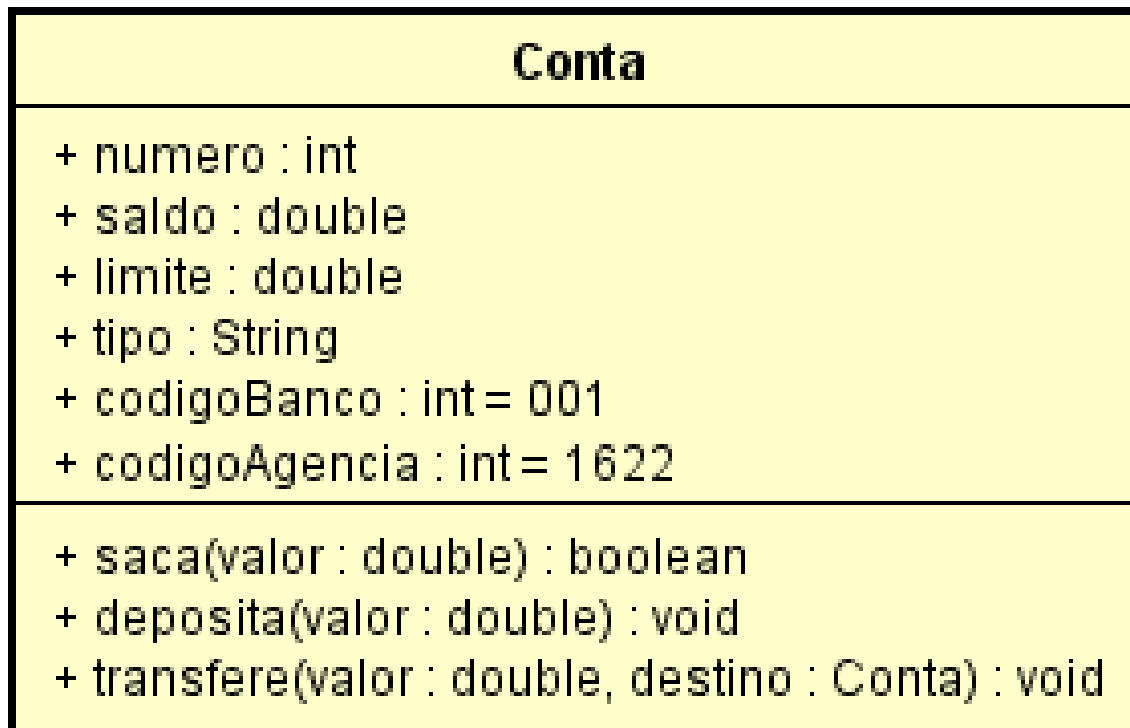 Conta
+ numero : int
+ saldo : double
+ limite : double
+ tipo : String
+ codigoBanco : int = 001
+ codigoAgencia : int = 1622
+ saca(valor : double) : boolean
+ deposita(valor : double) : void
+ transfere(valor : double, destino : Conta) : void